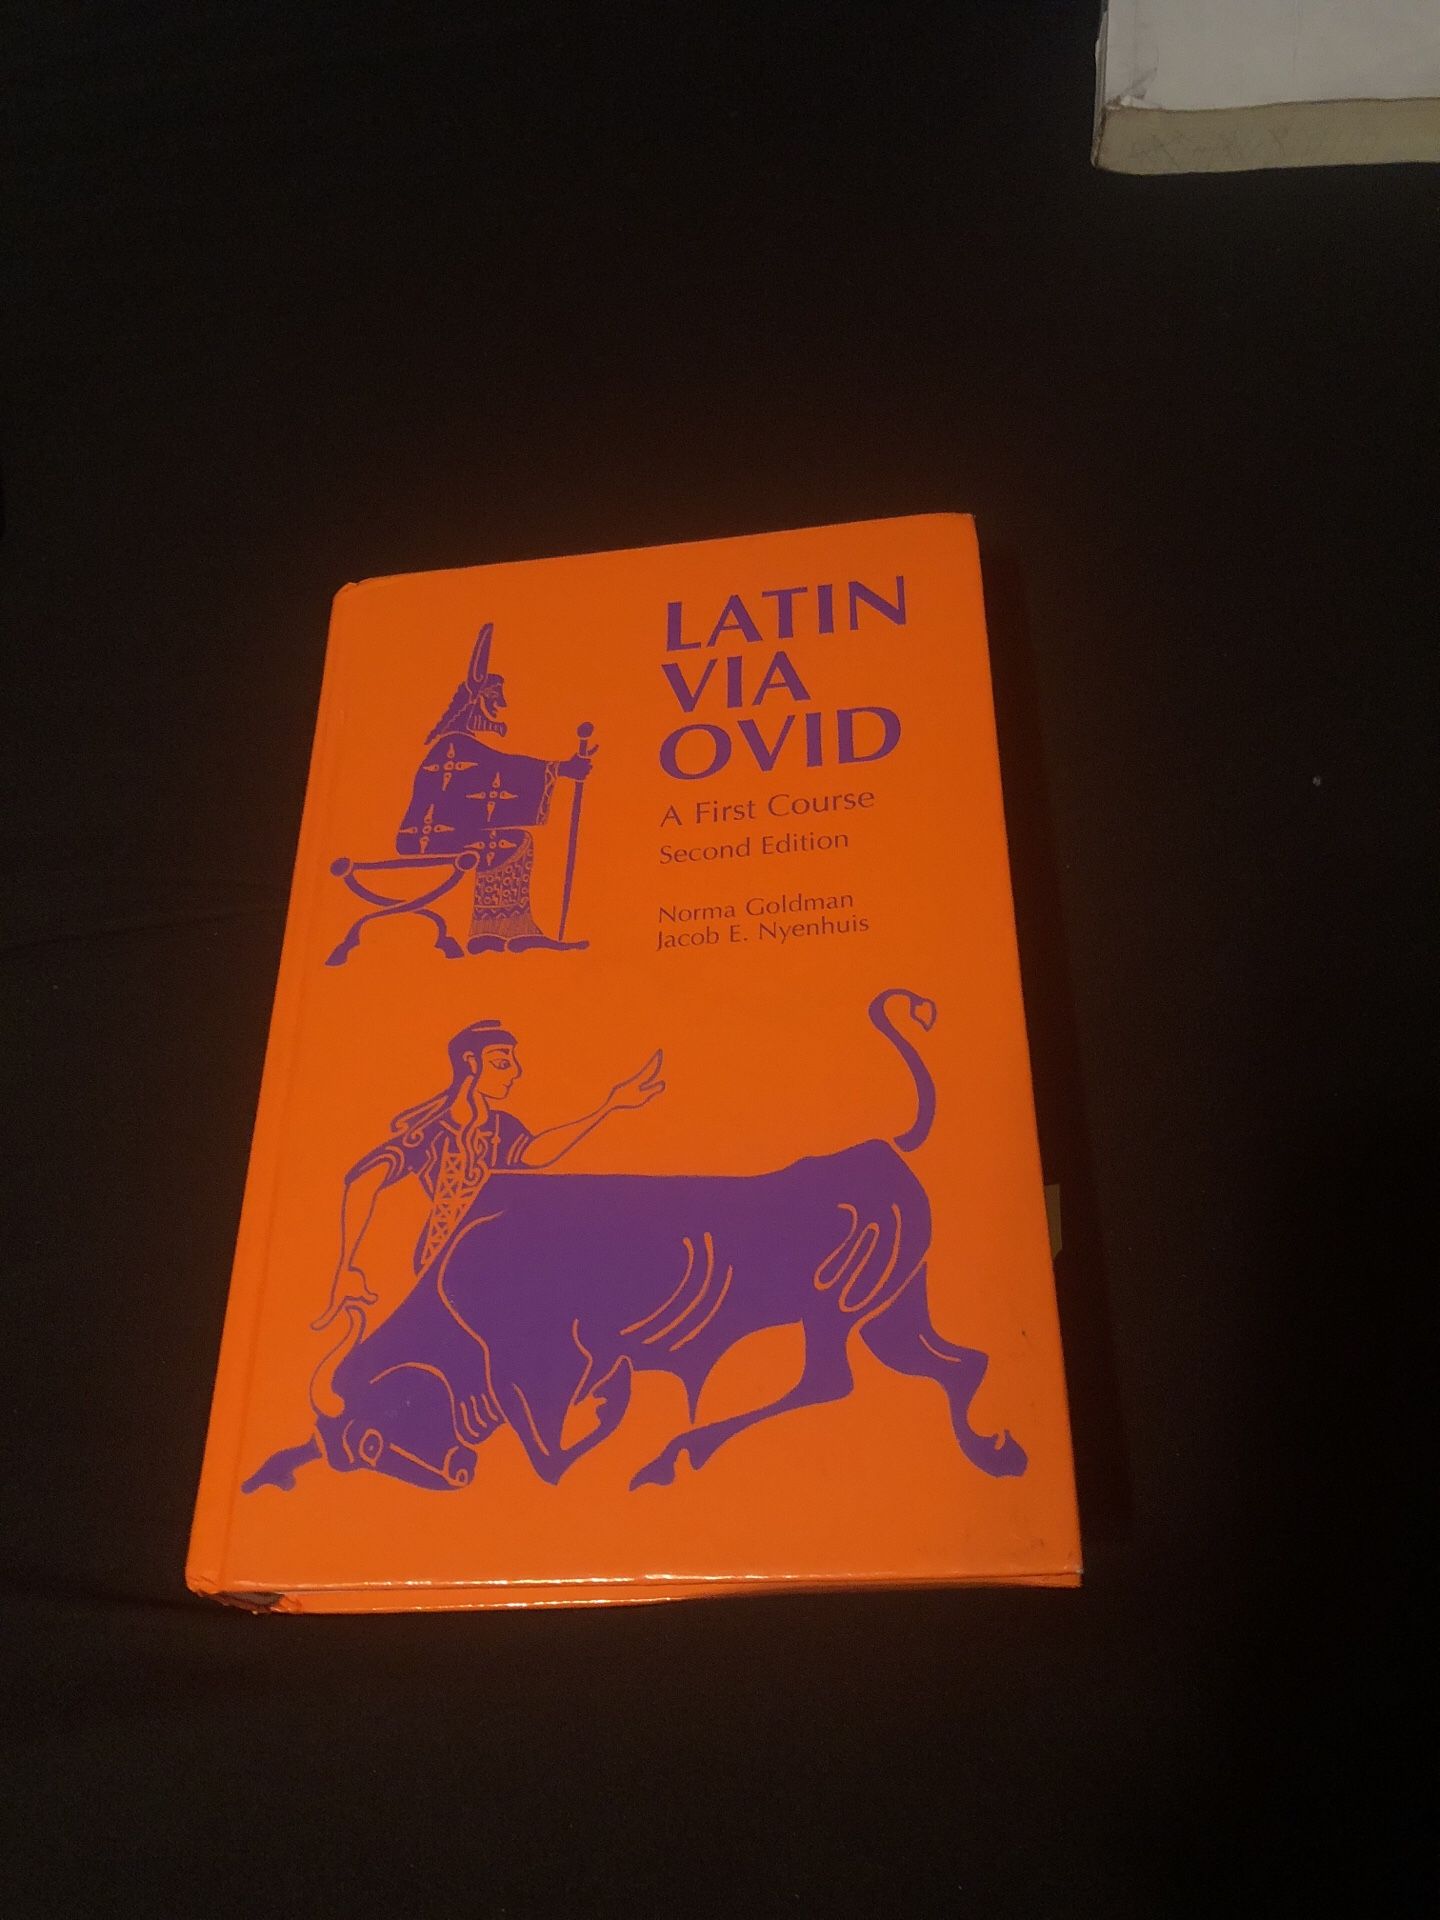 LATIN
VIA
OVID
A First Course
Second Edition
Norma Goldman
Jacob E. Nyenhuis